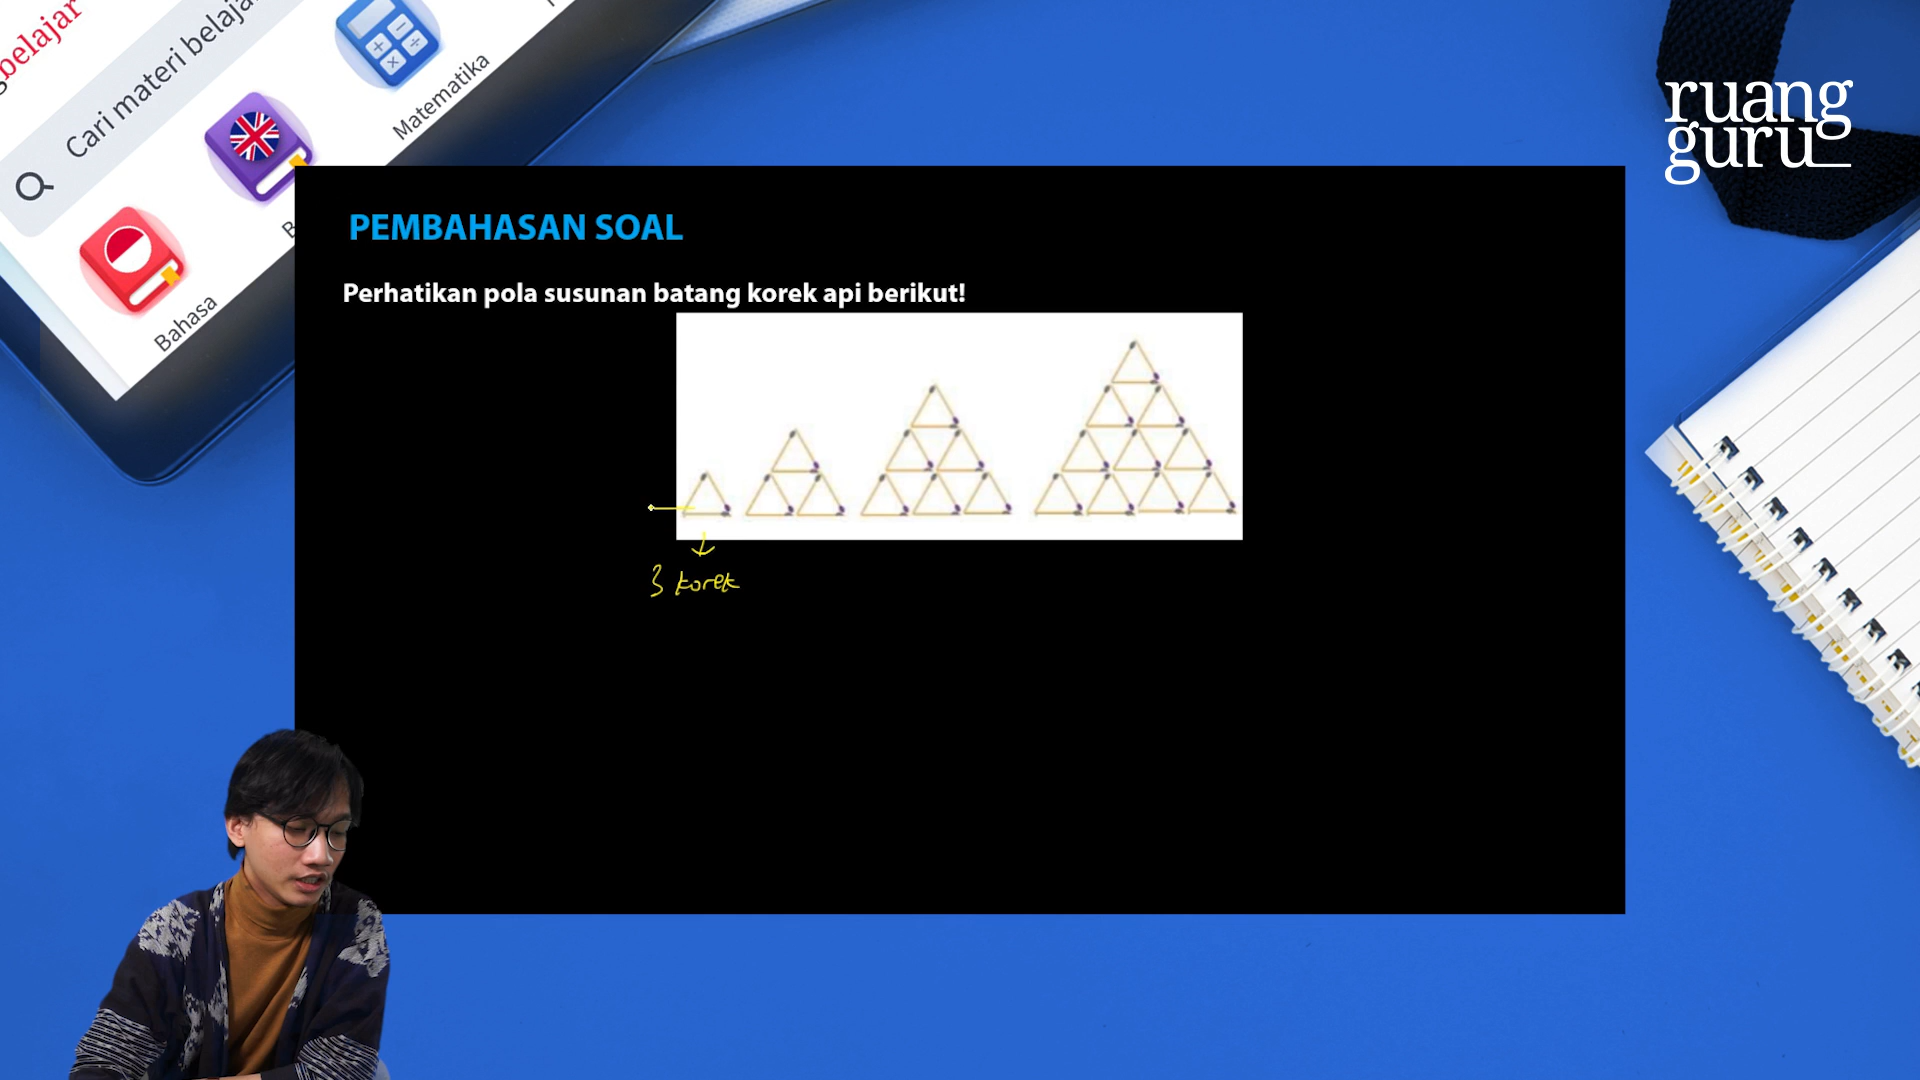 belajar
Cari materi belaja
Matematika
B
Bahasa
ruang
guru
PEMBAHASAN SOAL
Perhatikan pola susunan batang korek api berikut!
3 korek